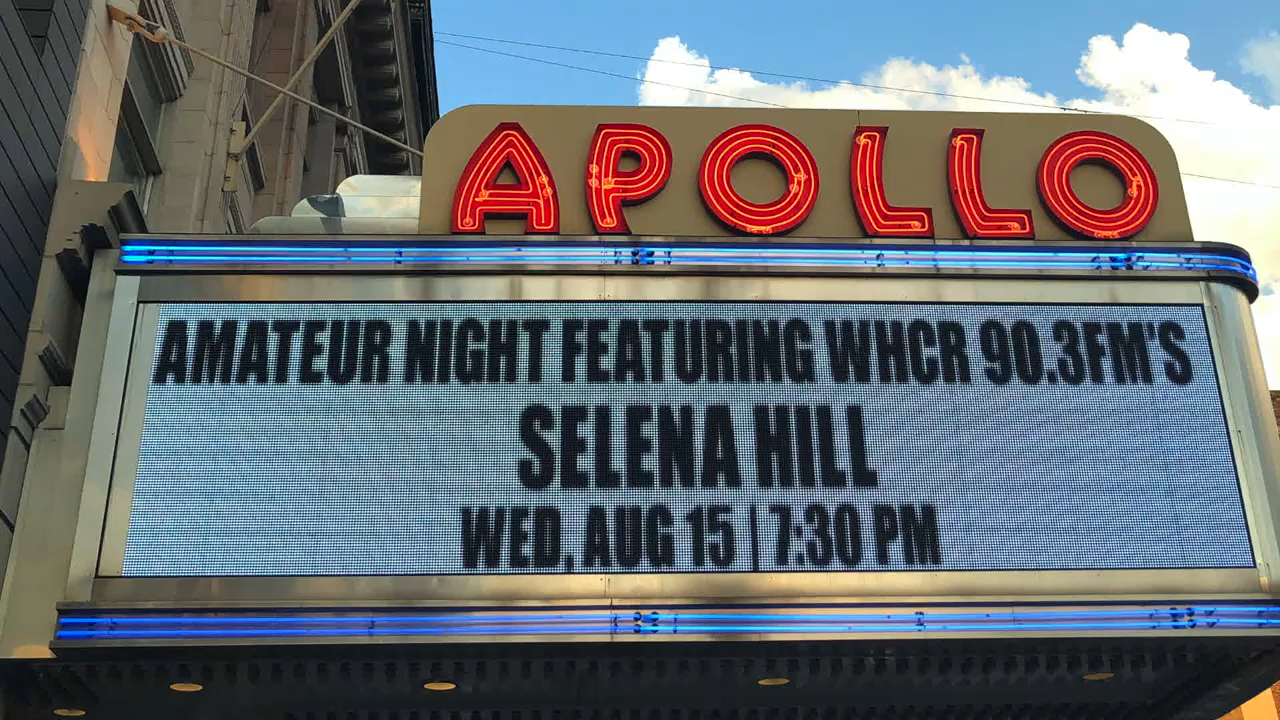 APOLLO
AMATEUR NIGHT FEATURING WHCR 90.3FM'S
SELENA HILL
WED, AUG 15 | 7:30 PM